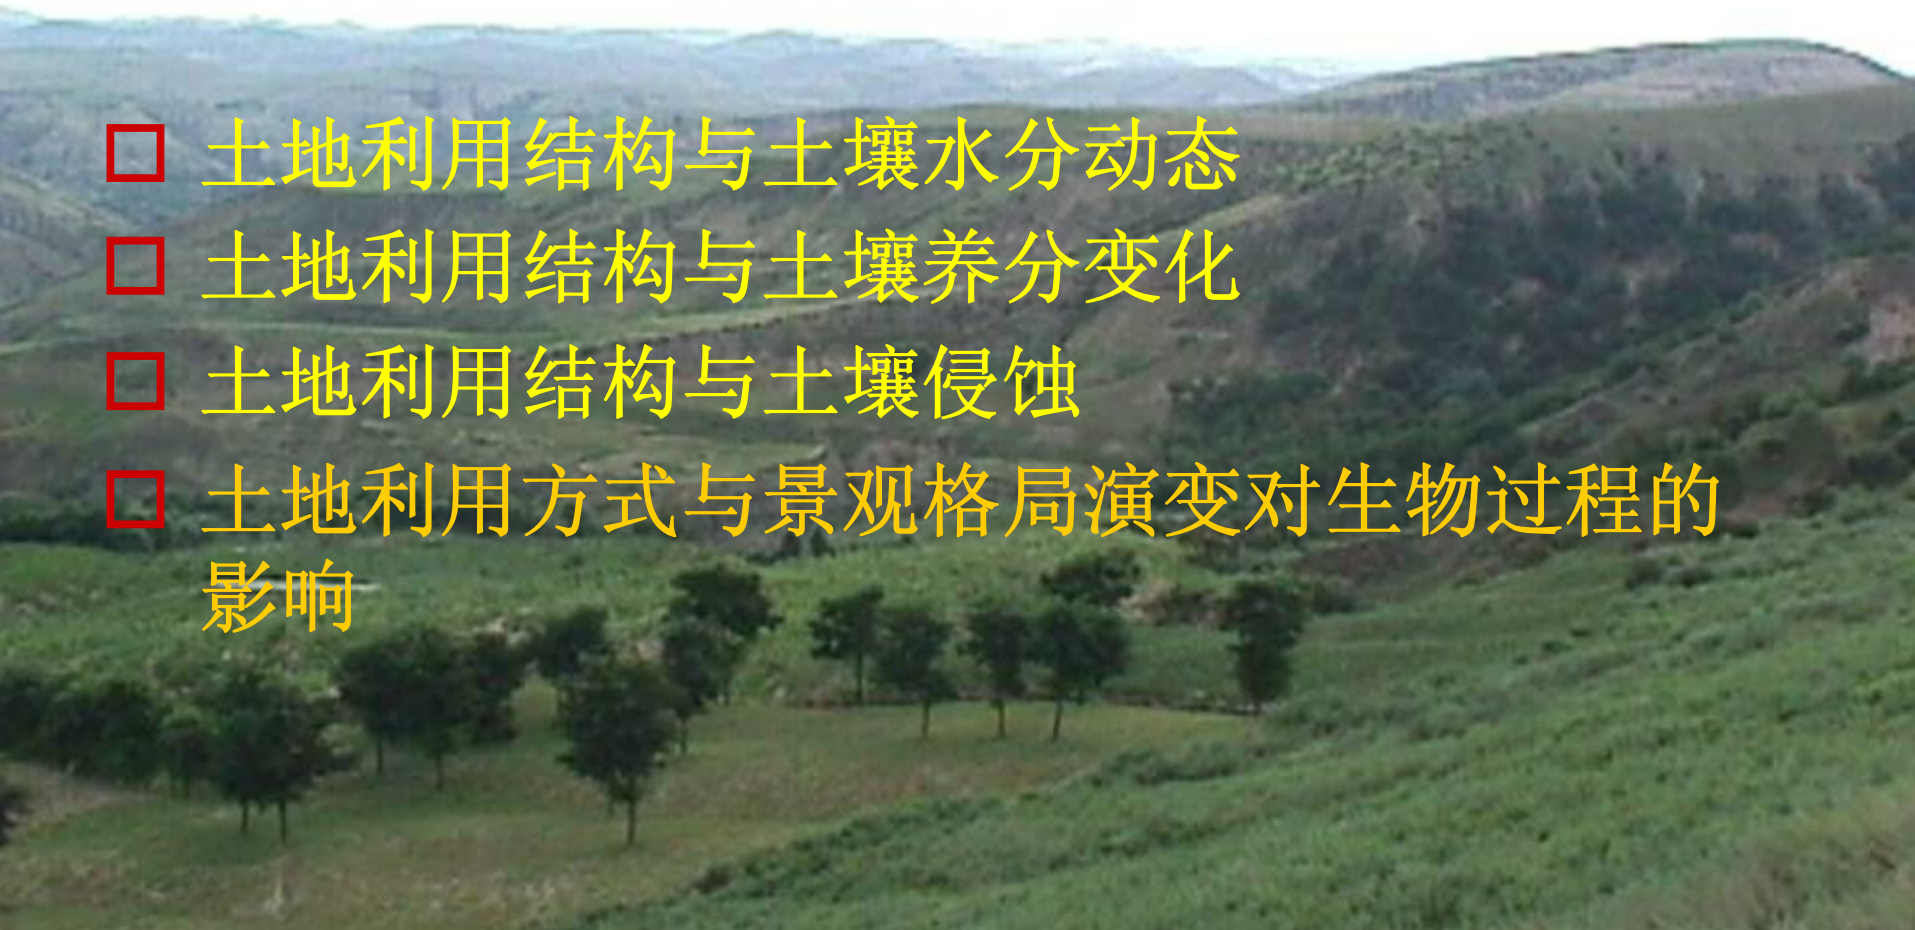 土地利用结构与土壤水分动态
土地利用结构与土壤养分变化
土地利用结构与土壤侵蚀
土地利用方式与景观格局演变对生物过程的
影响